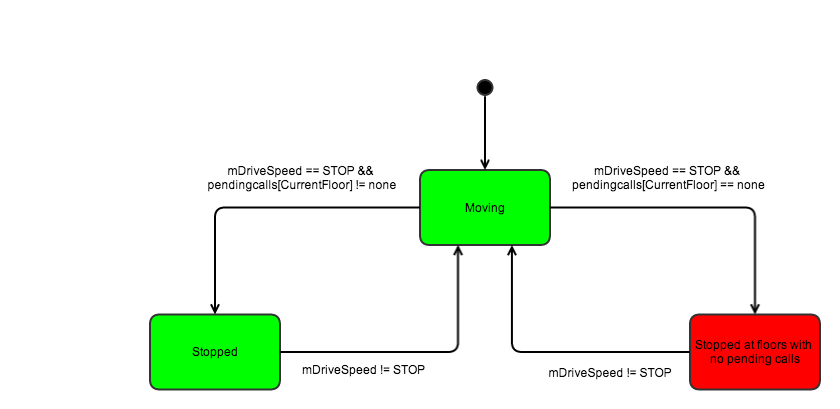 mDriveSpeed == STOP &&
pendingcalls[CurrentFloor] != none
mDriveSpeed == STOP &&
pendingcalls[CurrentFloor] == none
Moving
Stopped
Stopped at floors with
no pending calls
mDriveSpeed != STOP
mDriveSpeed != STOP